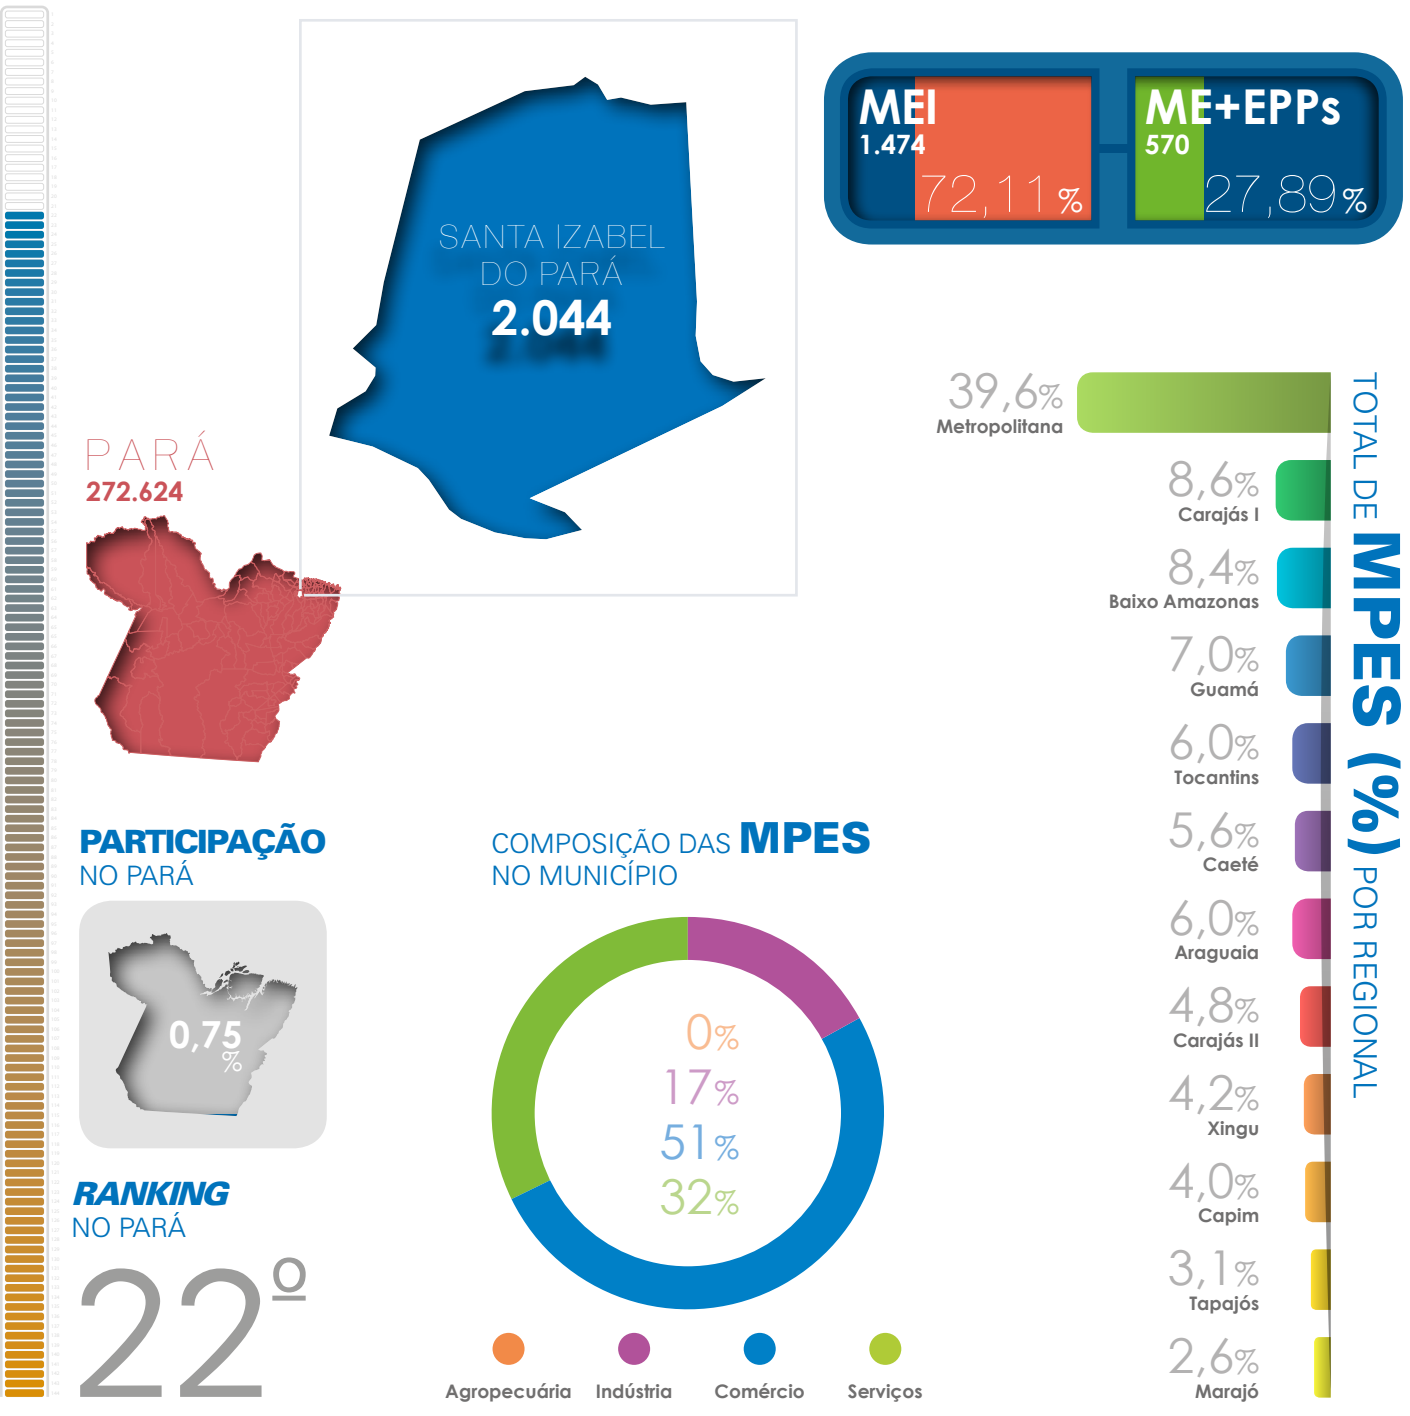 SANTA IZABEL
DO PARÁ
2.044
MEI
1.474
72,11%
ME+EPPs
570
27,89%
PARÁ
272.624
PARTICIPAÇÃO
NO PARÁ
0,75
%
RANKING
NO PARÁ
22º
COMPOSIÇÃO DAS MPES
NO MUNICÍPIO
0%
17%
51%
32%
Agropecuária
Indústria
Comércio
Serviços
TOTAL DE MPES (%) POR REGIONAL
39,6%
Metropolitana
8,6%
Carajás I
8,4%
Baixo Amazonas
7,0%
Guamá
6,0%
Tocantins
5,6%
Caeté
6,0%
Araguaia
4,8%
Carajás II
4,2%
Xingu
4,0%
Capim
3,1%
Tapajós
2,6%
Marajó